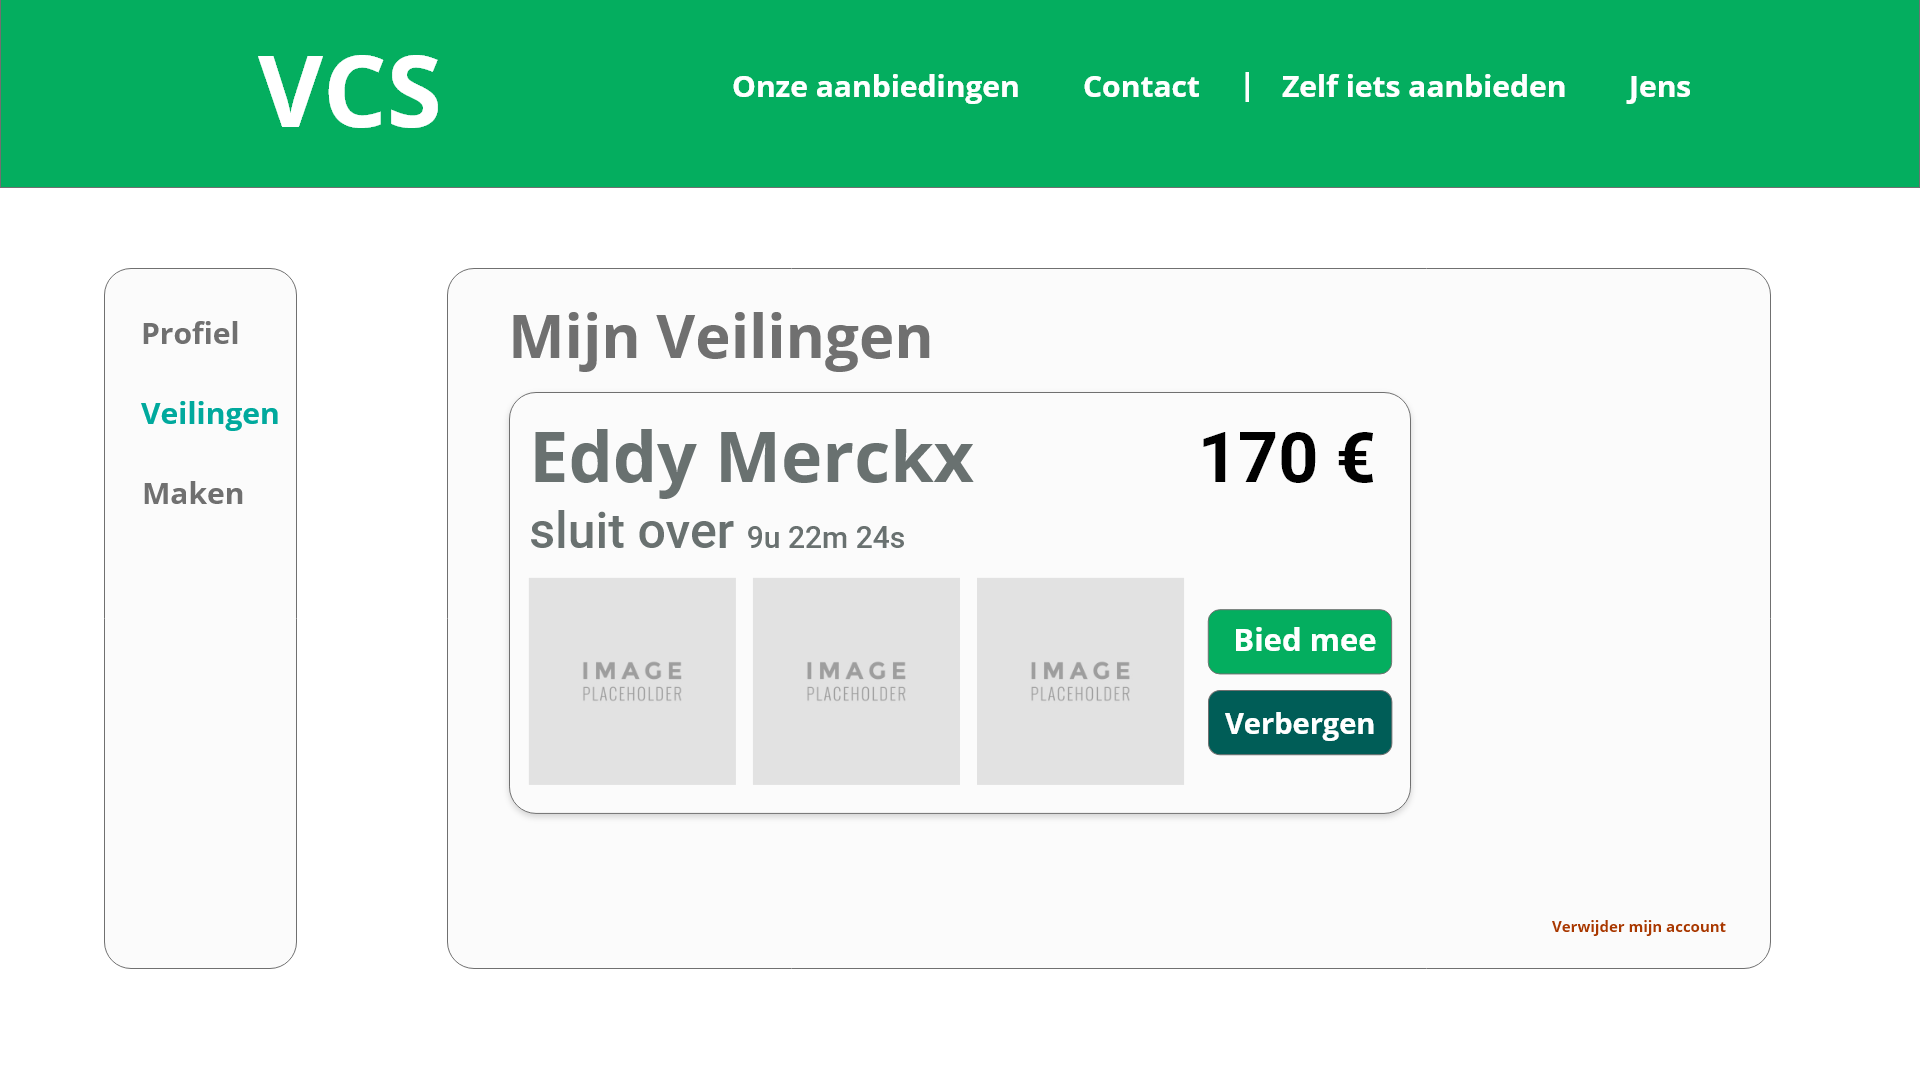 VCS
Onze aanbiedingen Contact | Zelf iets aanbieden Jens
Profiel
Veilingen
Maken
Mijn Veilingen
Eddy Merckx 170 €
sluit over 9u 22m 24s
IMAGE PLACEHOLDER
IMAGE PLACEHOLDER
IMAGE PLACEHOLDER
Bied mee
Verbergen
Verwijder mijn account